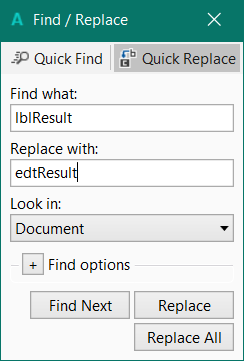 Find / Replace
Quick Find Quick Replace
Find what:
lblResult
Replace with:
edtResult
Look in:
Document
+ Find options
Find Next Replace
Replace All